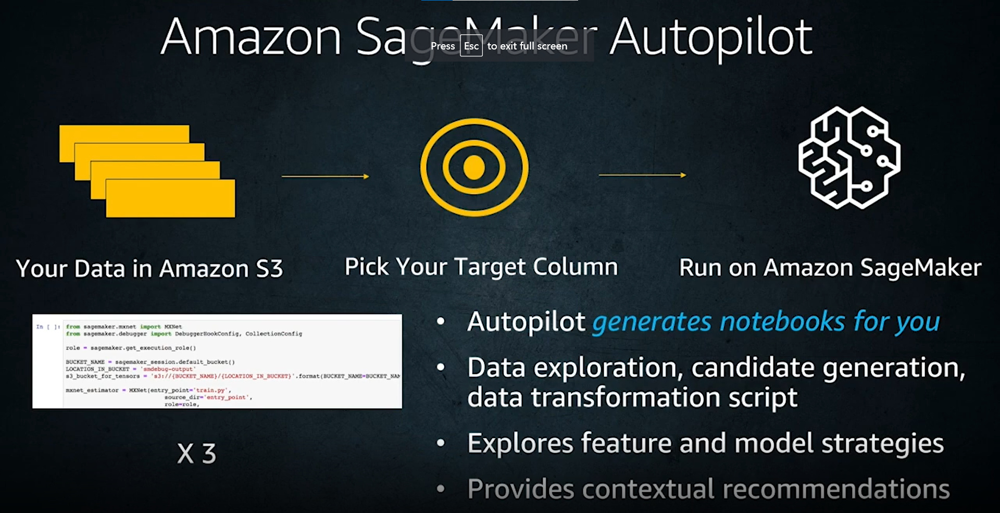 Amazon SageMaker Autopilot
Press Esc to exit full screen
Your Data in Amazon S3
Pick Your Target Column
Run on Amazon SageMaker
In [ ]: from sagemaker.mxnet import MXNet
from sagemaker.debugger import DebuggerHookConfig, CollectionConfig
role = sagemaker.get_execution_role()
BUCKET_NAME = sagemaker_session.default_bucket()
LOCATION_IN_BUCKET = 'smdebug-output'
s3_bucket_for_tensors = 's3://{BUCKET_NAME}/{LOCATION_IN_BUCKET}'.format(BUCKET_NAME=BUCKET_NAM
mxnet_estimator = MXNet(entry_point='train.py',
source_dir='entry_point',
role=role,
X 3
• Autopilot generates notebooks for you
• Data exploration, candidate generation,
data transformation script
• Explores feature and model strategies
• Provides contextual recommendations